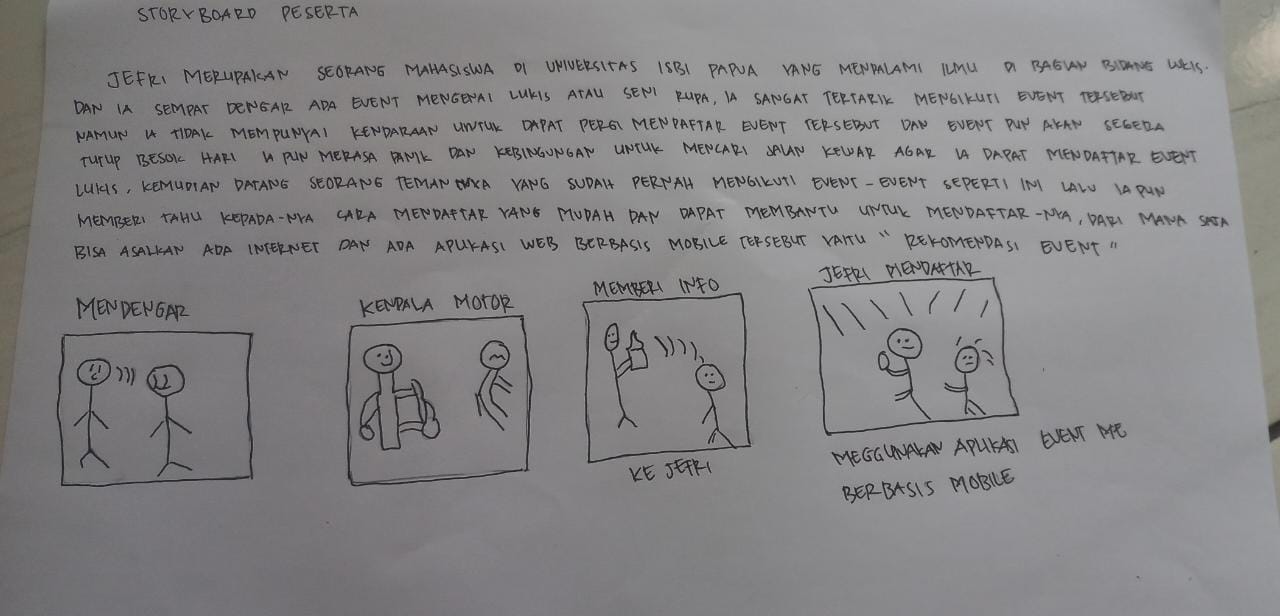 STORYBOARD PESERTA
JEFRI MERUPAKAN SEORANG MAHASISWA DI UNIVERSITAS ISBI PAPUA YANG MENDALAMI ILMU DI BAGIAN BIDANG LUKIS.
DAN IA SEMPAT DENGAR ADA EVENT MENGENAI LUKIS ATAU SENI RUPA, IA SANGAT TERTARIK MENGIKUTI EVENT TERSEBUT
NAMUN IA TIDAK MEMPUNYAI KENDARAAN UNTUK DAPAT PERGI MENDAFTAR EVENT TERSEBUT DAN EVENT PUN AKAN SEGERA
TUTUP BESOK HARI IA PUN MERASA PANIK DAN KEBINGUNGAN UNTUK MENCARI JALAN KELUAR AGAR IA DAPAT MENDAFTAR EVENT
LUKIS, KEMUDIAN DATANG SEORANG TEMAN NYA YANG SUDAH PERNAH MENGIKUTI EVENT-EVENT SEPERTI INI LALU IA PUN
MEMBERI TAHU KEPADA-NYA CARA MENDAFTAR YANG MUDAH DAN DAPAT MEMBANTU UNTUK MENDAFTAR-NYA, DARI MANA SAJA
BISA ASALKAN ADA INTERNET DAN ADA APLIKASI WEB BERBASIS MOBILE TERSEBUT YAITU " REKOMENDASI EVENT "
MENDENGAR
KENDALA MOTOR
MEMBERI INFO
JEFRI MENDAFTAR
KE JEFRI
MEGGUNAKAN APLIKASI EVENT ME
BERBASIS MOBILE